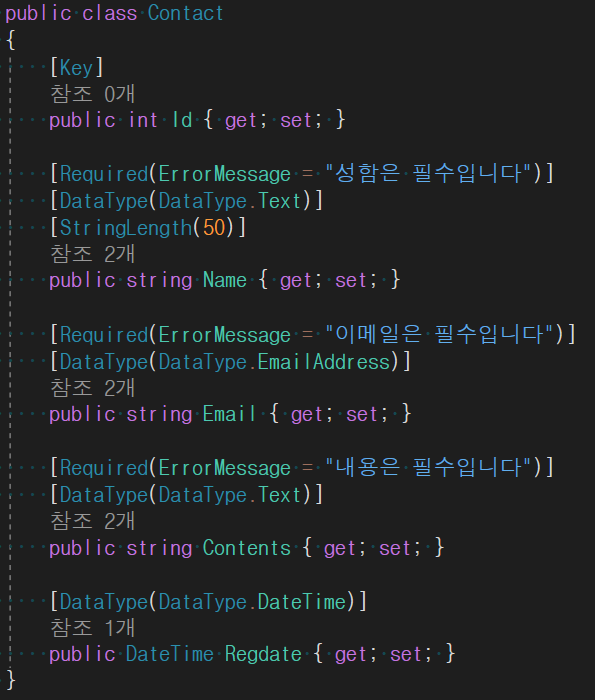 public class Contact
{
[Key]
참조 0개
public int Id { get; set; }
[Required(ErrorMessage = "성함은 필수입니다")]
[DataType(DataType.Text)]
[StringLength(50)]
참조 2개
public string Name { get; set; }
[Required(ErrorMessage = "이메일은 필수입니다")]
[DataType(DataType.EmailAddress)]
참조 2개
public string Email { get; set; }
[Required(ErrorMessage = "내용은 필수입니다")]
[DataType(DataType.Text)]
참조 2개
public string Contents { get; set; }
[DataType(DataType.DateTime)]
참조 1개
public DateTime Regdate { get; set; }
}